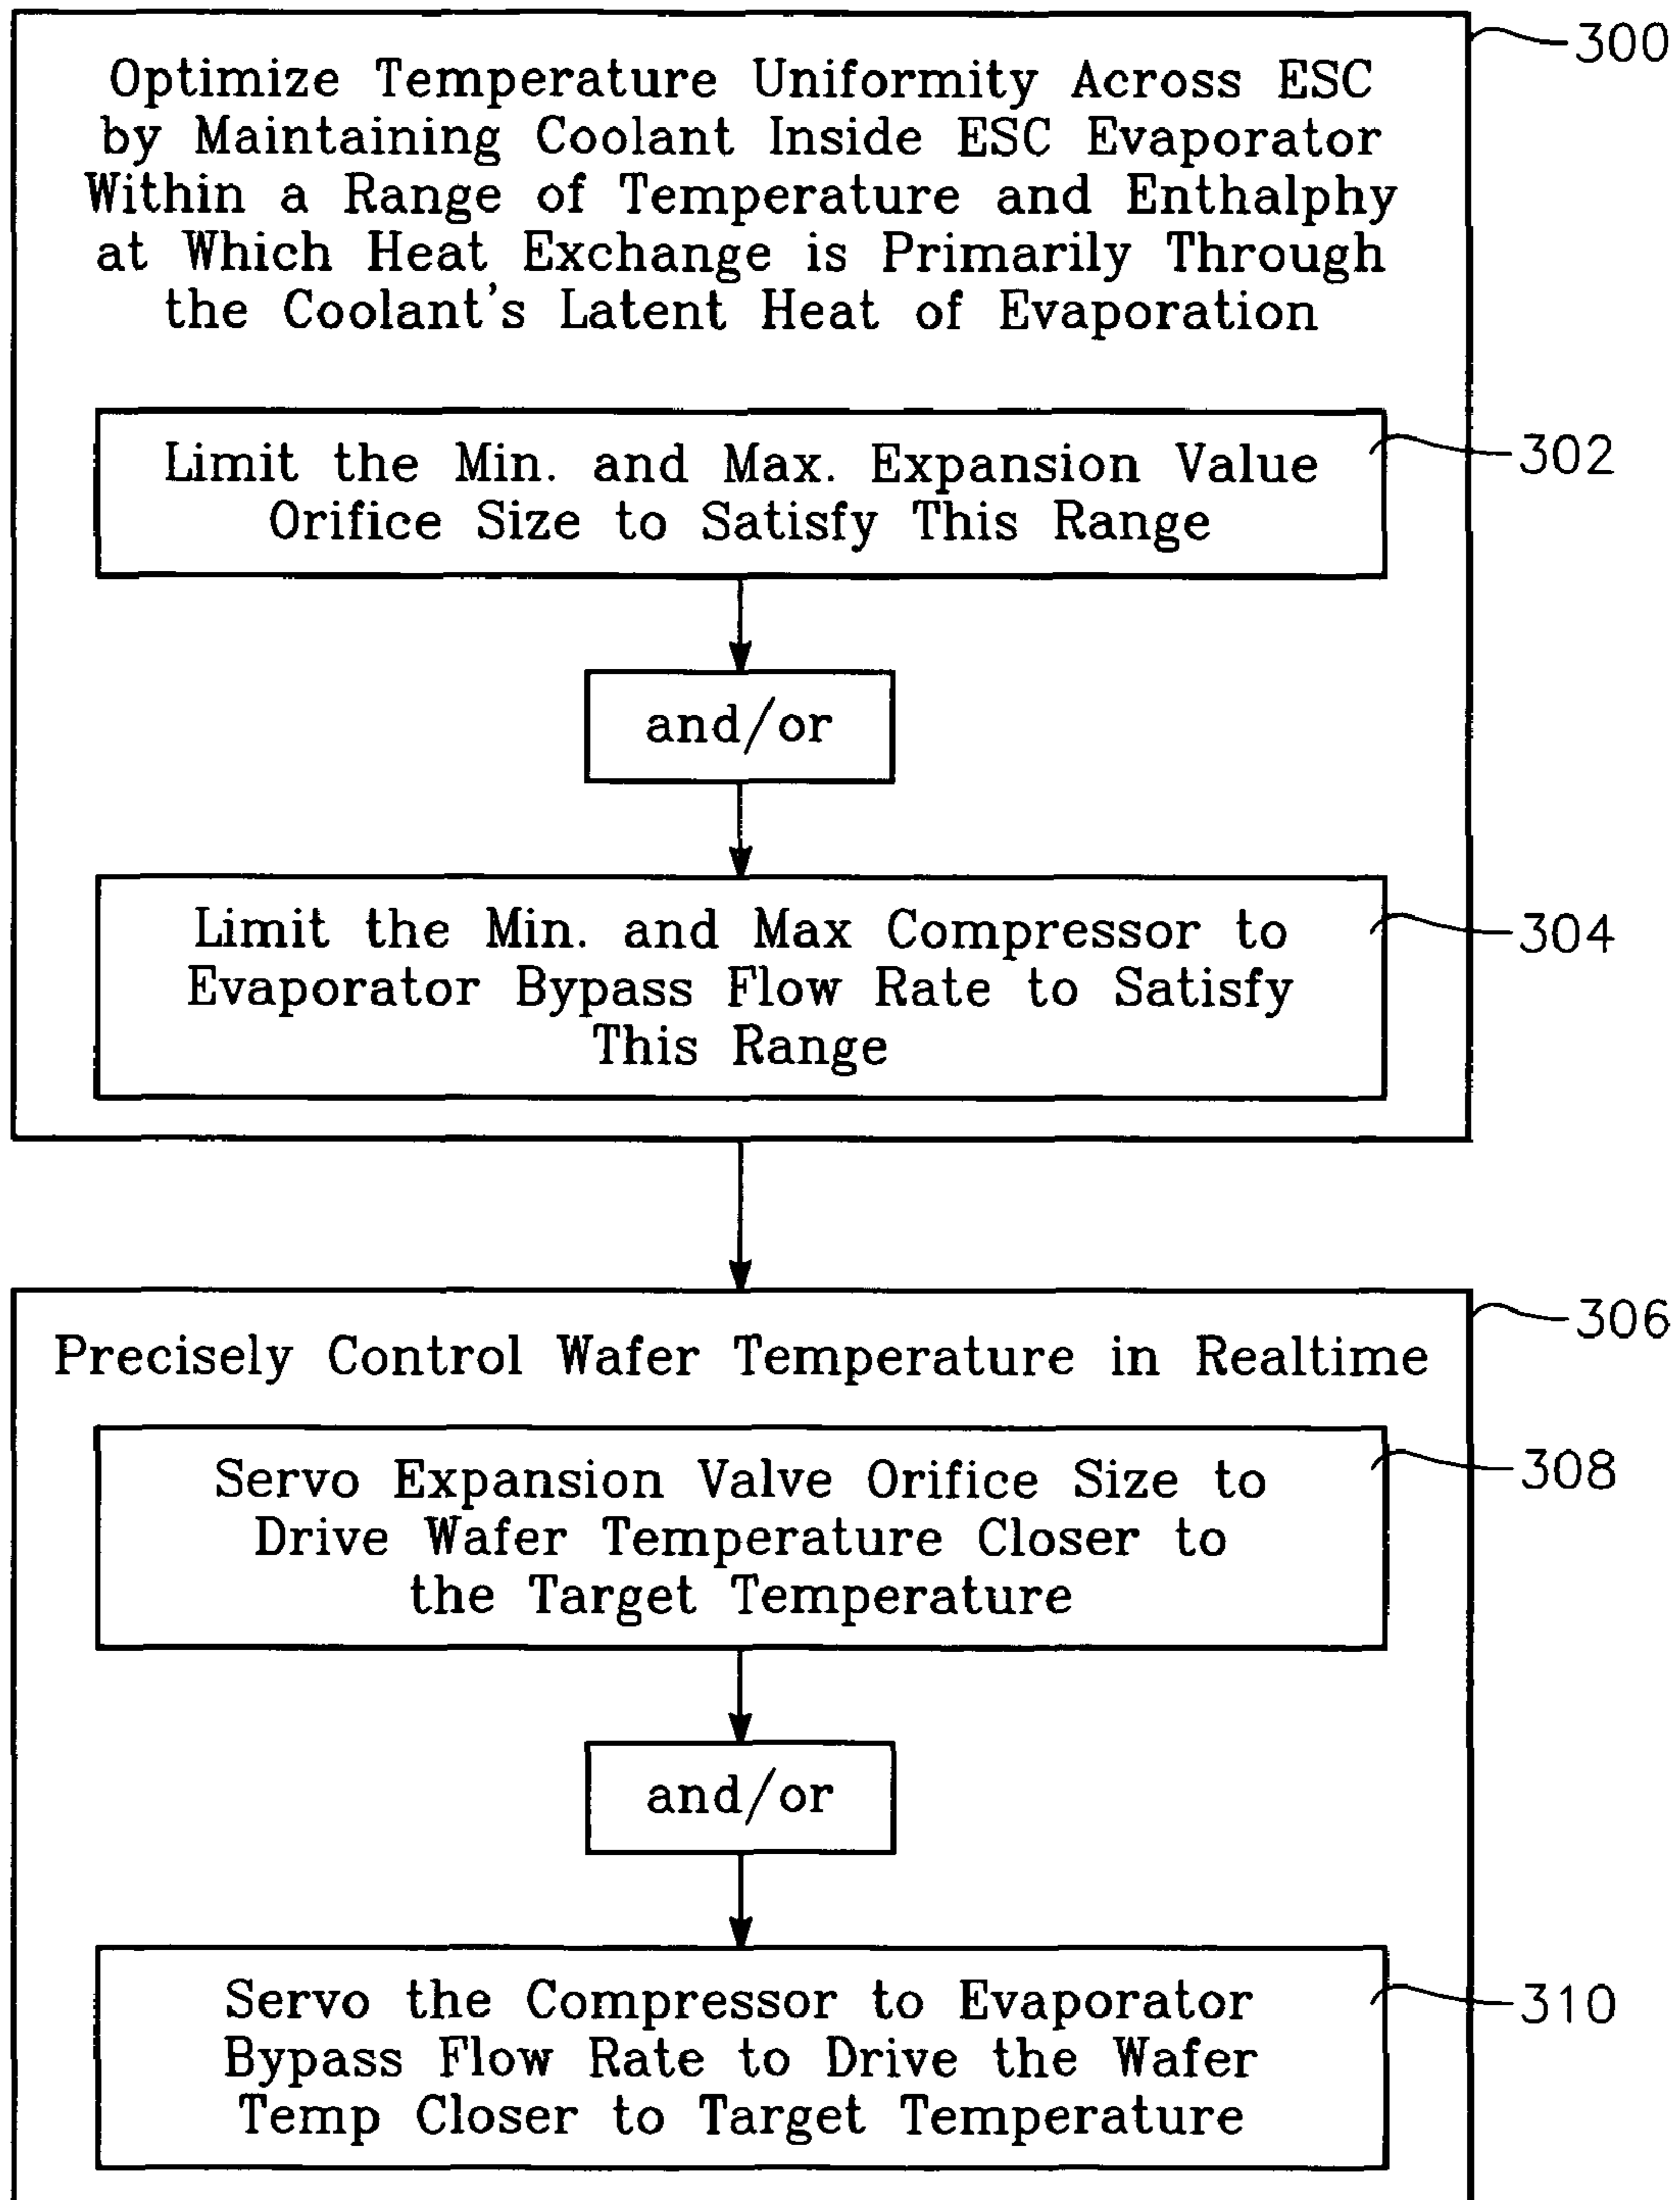 300
Optimize Temperature Uniformity Across ESC
by Maintaining Coolant Inside ESC Evaporator
Within a Range of Temperature and Enthalphy
at Which Heat Exchange is Primarily Through
the Coolant's Latent Heat of Evaporation
302
Limit the Min. and Max. Expansion Value
Orifice Size to Satisfy This Range
and/or
304
Limit the Min. and Max Compressor to
Evaporator Bypass Flow Rate to Satisfy
This Range
306
Precisely Control Wafer Temperature in Realtime
308
Servo Expansion Valve Orifice Size to
Drive Wafer Temperature Closer to
the Target Temperature
and/or
310
Servo the Compressor to Evaporator
Bypass Flow Rate to Drive the Wafer
Temp Closer to Target Temperature